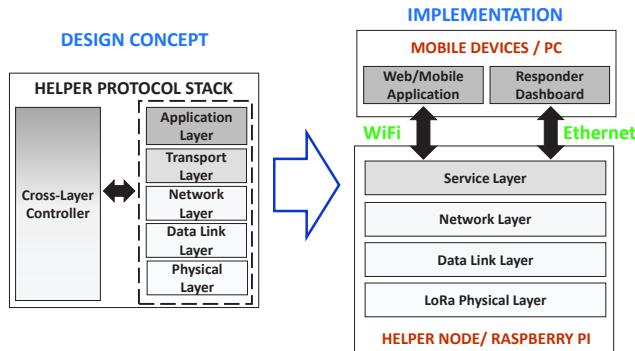 DESIGN CONCEPT
HELPER PROTOCOL STACK
Cross-Layer
Controller
Application
Layer
Transport
Layer
Network
Layer
Data Link
Layer
Physical
Layer
IMPLEMENTATION
MOBILE DEVICES / PC
Web/Mobile
Application
Responder
Dashboard
WiFi
Ethernet
Service Layer
Network Layer
Data Link Layer
LoRa Physical Layer
HELPER NODE/ RASPBERRY PI